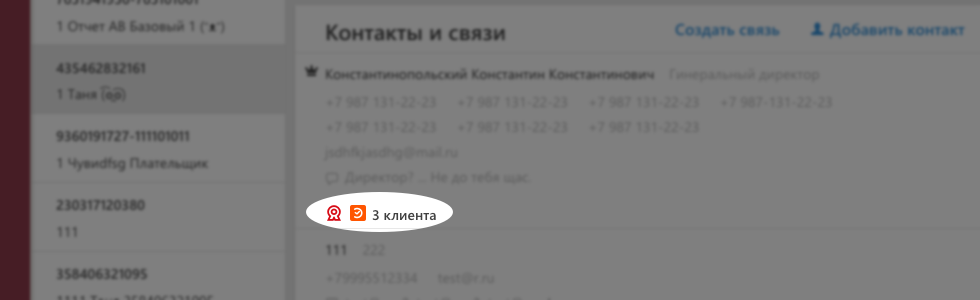 1 Отчет АВ Базовый 1 (ᵔᴥᵔ)
435462832161
1 Таня
9360191727-111101011
1 Чувиdfsg Плательщик
230317120380
111
358406321095
Контакты и связи
Создать связь Добавить контакт
Константинопольский Константин Константинович Генеральный директор
+7 987 131-22-23 +7 987 131-22-23 +7 987 131-22-23 +7 987-131-22-23
+7 987 131-22-23 +7 987 131-22-23 +7 987 131-22-23
jsdhfkjasdhg@mail.ru
Директор? ... Не до тебя щас.
3 клиента
111 222
+79995512334 test@r.ru